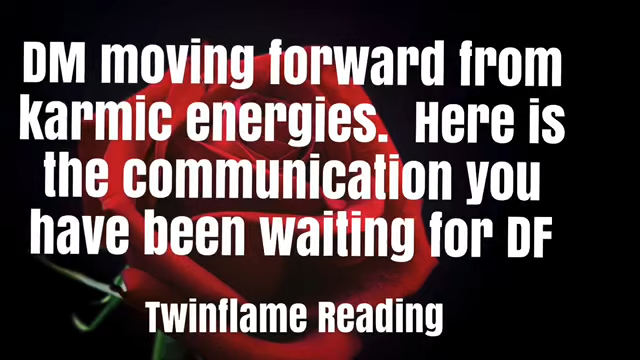 DM moving forward from
karmic energies.  Here is
the communication you
have been waiting for DF
Twinflame Reading